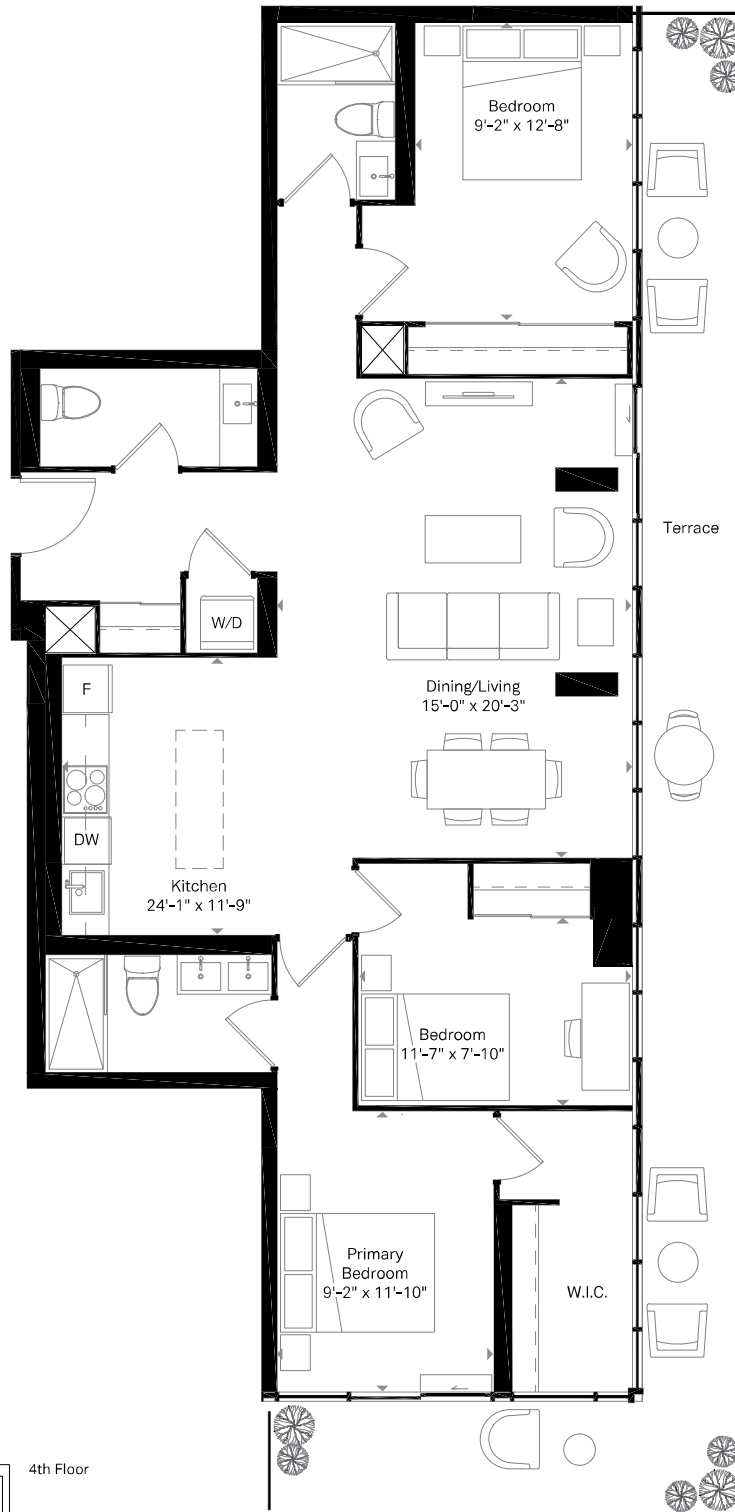 Bedroom
9'-2" x 12'-8"
Terrace
W/D
F
Dining/Living
15'-0" x 20'-3"
DW
Kitchen
24'-1" x 11'-9"
Bedroom
11'-7" x 7'-10"
Primary
Bedroom
9'-2" x 11'-10"
W.I.C.
4th Floor